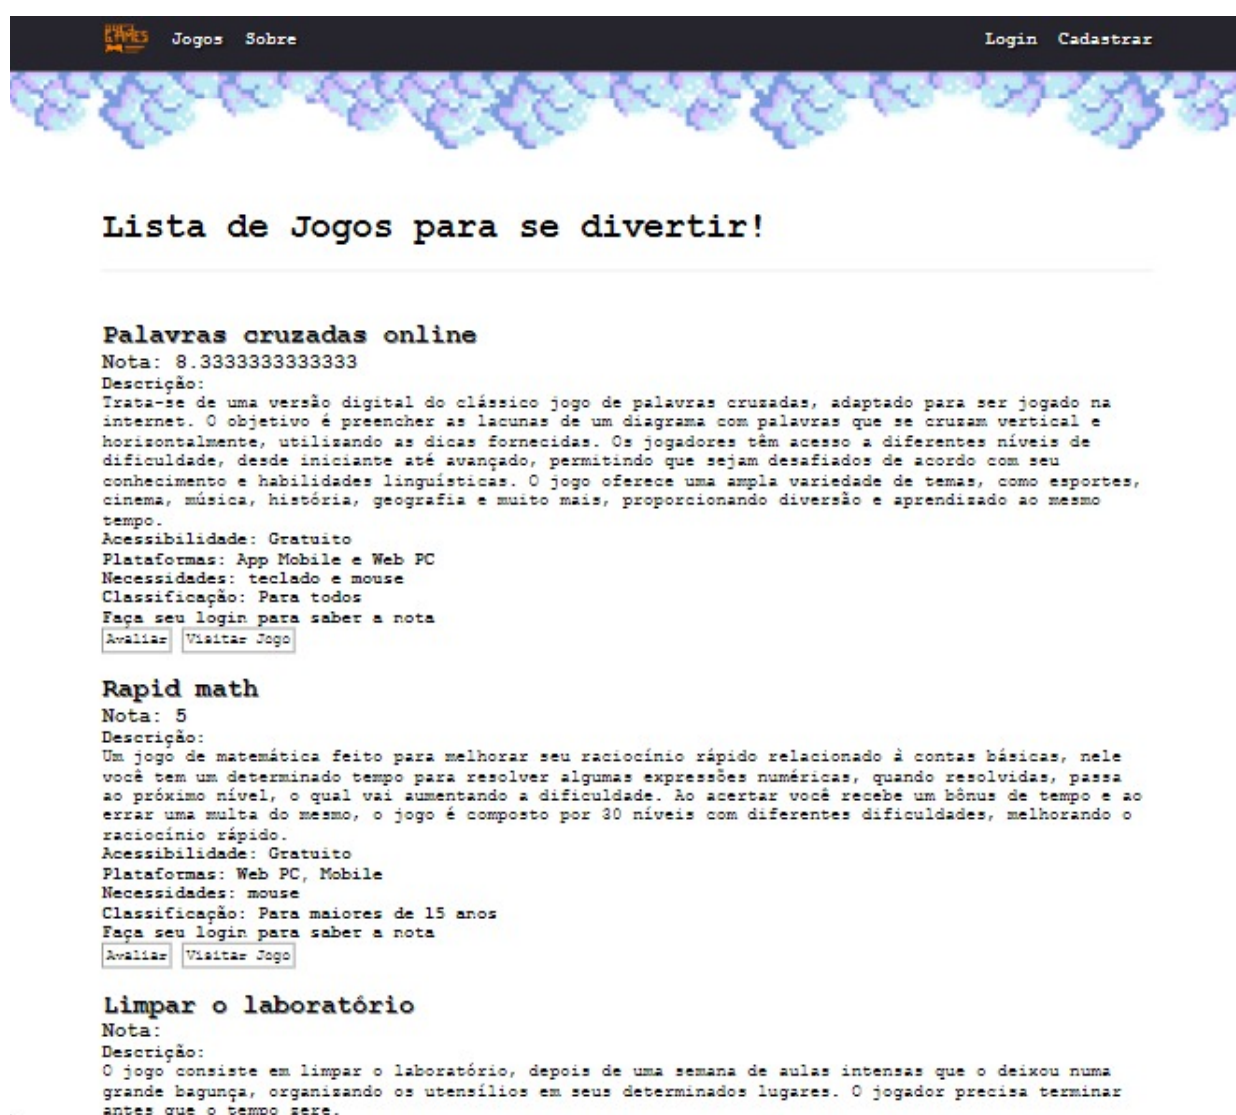 GAMES
Jogos Sobre Login Cadastrar
Lista de Jogos para se divertir!
Palavras cruzadas online
Nota: 8.3333333333333
Descrição:
Trata-se de uma versão digital do clássico jogo de palavras cruzadas, adaptado para ser jogado na
internet. O objetivo é preencher as lacunas de um diagrama com palavras que se cruzam vertical e
horizontalmente, utilizando as dicas fornecidas. Os jogadores têm acesso a diferentes níveis de
dificuldade, desde iniciante até avançado, permitindo que sejam desafiados de acordo com seu
conhecimento e habilidades linguísticas. O jogo oferece uma ampla variedade de temas, como esportes,
cinema, música, história, geografia e muito mais, proporcionando diversão e aprendizado ao mesmo
tempo.
Acessibilidade: Gratuito
Plataformas: App Mobile e Web PC
Necessidades: teclado e mouse
Classificação: Para todos
Faça seu login para saber a nota
Avaliar Visitar Jogo
Rapid math
Nota: 5
Descrição:
Um jogo de matemática feito para melhorar seu raciocínio rápido relacionado à contas básicas, nele
você tem um determinado tempo para resolver algumas expressões numéricas, quando resolvidas, passa
ao próximo nível, o qual vai aumentando a dificuldade. Ao acertar você recebe um bônus de tempo e ao
errar uma multa do mesmo, o jogo é composto por 30 níveis com diferentes dificuldades, melhorando o
raciocínio rápido.
Acessibilidade: Gratuito
Plataformas: Web PC, Mobile
Necessidades: mouse
Classificação: Para maiores de 15 anos
Faça seu login para saber a nota
Avaliar Visitar Jogo
Limpar o laboratório
Nota:
Descrição:
O jogo consiste em limpar o laboratório, depois de uma semana de aulas intensas que o deixou numa
grande bagunça, organizando os utensílios em seus determinados lugares. O jogador precisa terminar
antes que o tempo zere.